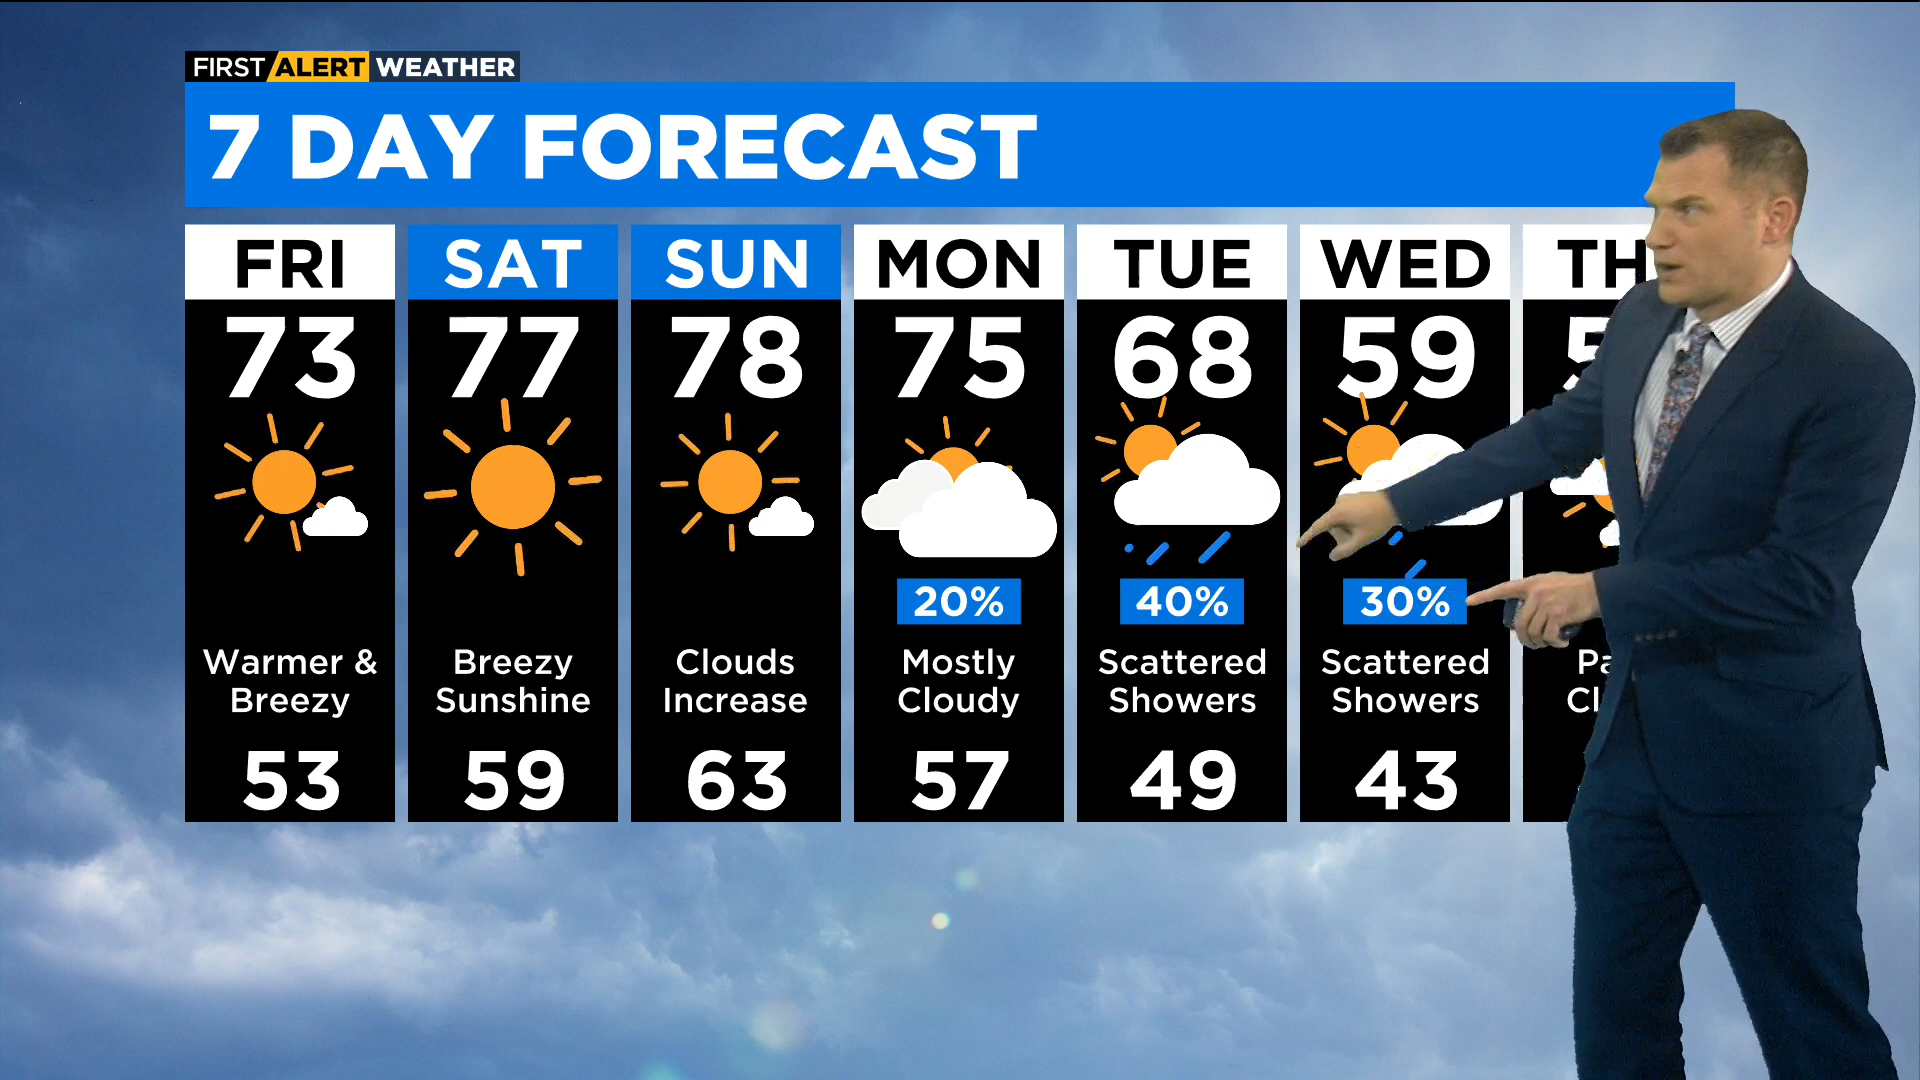 FIRST ALERT WEATHER
7 DAY FORECAST
FRI SAT SUN MON TUE WED
73 77 78 75 68 59
20% 40% 30%
Warmer & Breezy Clouds Mostly Scattered Scattered
Breezy Sunshine Increase Cloudy Showers Showers
53 59 63 57 49 43